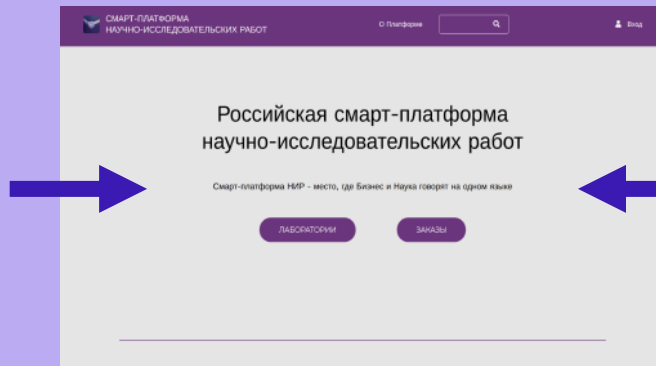 СМАРТ-ПЛАТФОРМА
НАУЧНО-ИССЛЕДОВАТЕЛЬСКИХ РАБОТ
О Платформе
Вход
Российская смарт-платформа
научно-исследовательских работ
Смарт-платформа НИР - место, где Бизнес и Наука говорят на одном языке
ЛАБОРАТОРИИ
ЗАКАЗЫ